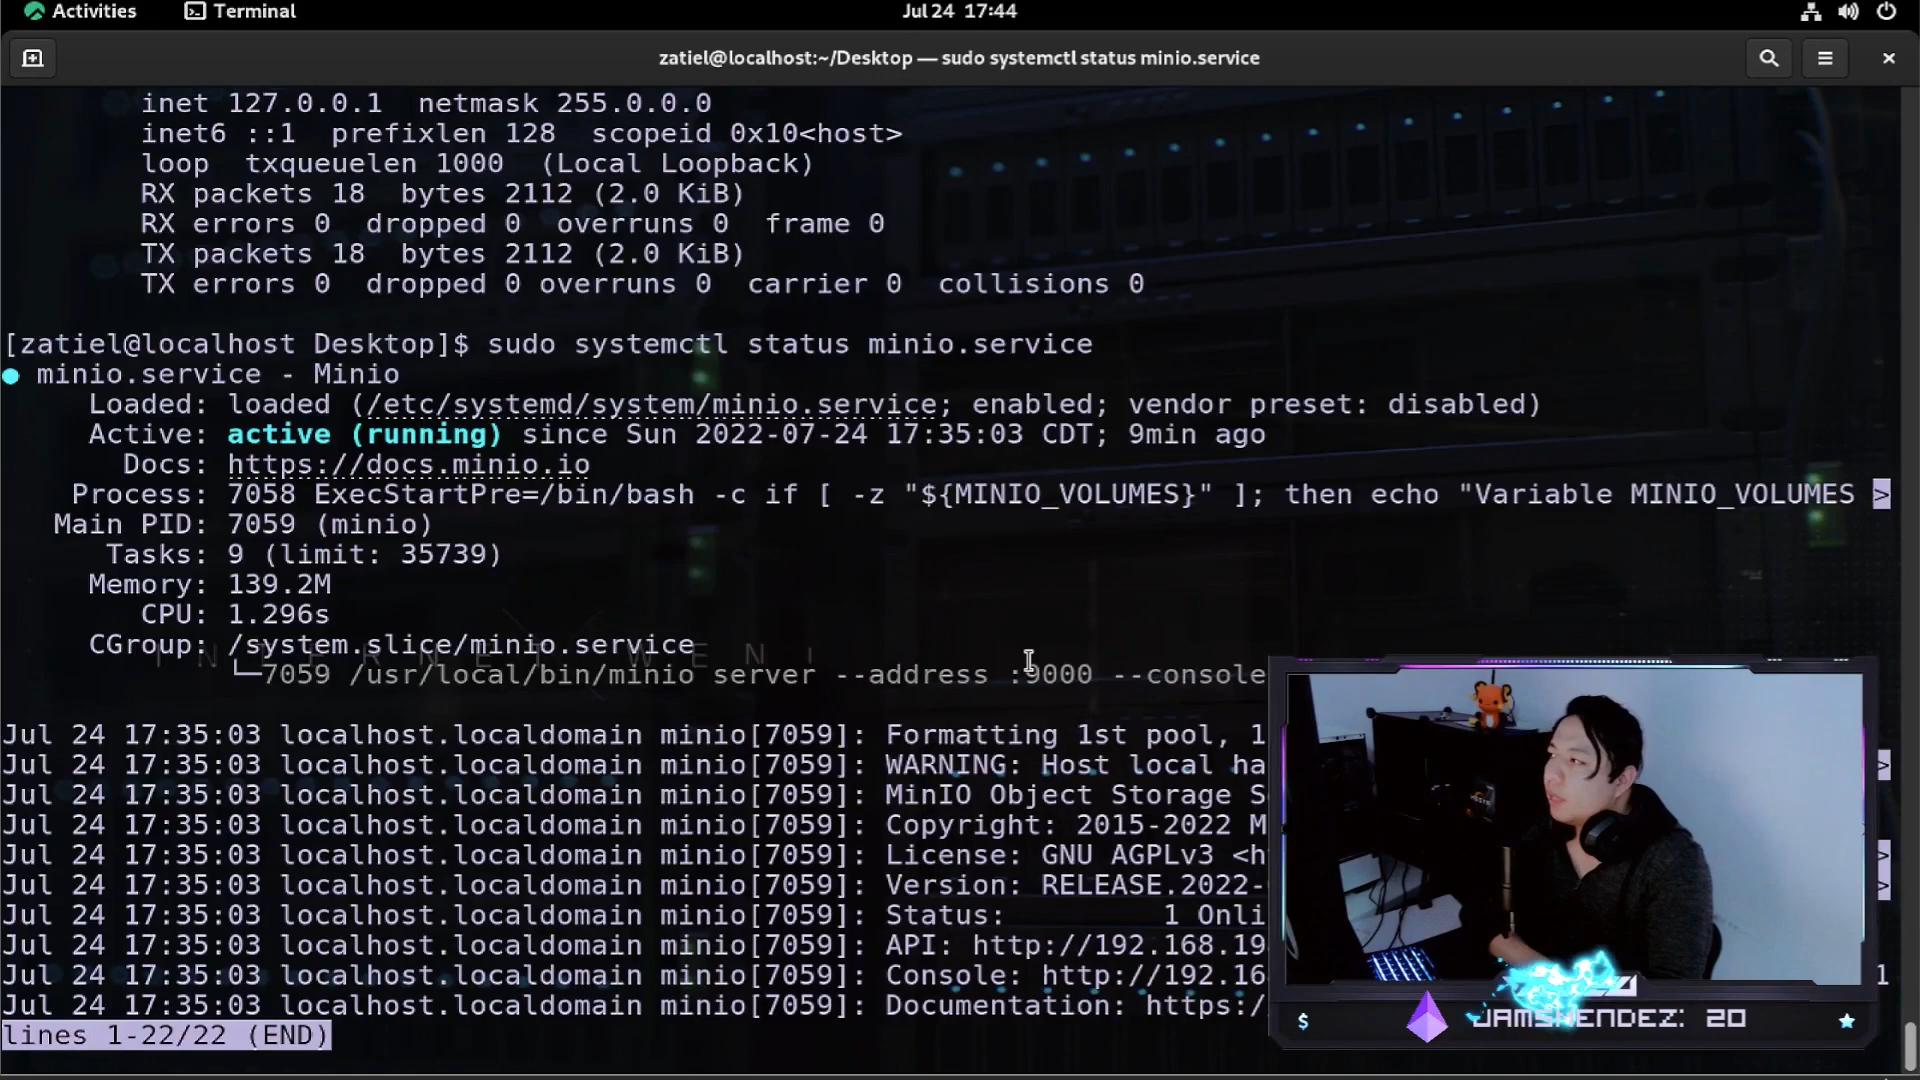 Activities Terminal Jul 24 17:44
zatiel@localhost:~/Desktop — sudo systemctl status minio.service
inet 127.0.0.1 netmask 255.0.0.0
inet6 ::1 prefixlen 128 scopeid 0x10<host>
loop txqueuelen 1000 (Local Loopback)
RX packets 18 bytes 2112 (2.0 KiB)
RX errors 0 dropped 0 overruns 0 frame 0
TX packets 18 bytes 2112 (2.0 KiB)
TX errors 0 dropped 0 overruns 0 carrier 0 collisions 0
[zatiel@localhost Desktop]$ sudo systemctl status minio.service
● minio.service - Minio
Loaded: loaded (/etc/systemd/system/minio.service; enabled; vendor preset: disabled)
Active: active (running) since Sun 2022-07-24 17:35:03 CDT; 9min ago
Docs: https://docs.minio.io
Process: 7058 ExecStartPre=/bin/bash -c if [ -z "${MINIO_VOLUMES}" ]; then echo "Variable MINIO_VOLUMES >
Main PID: 7059 (minio)
Tasks: 9 (limit: 35739)
Memory: 139.2M
CPU: 1.296s
CGroup: /system.slice/minio.service
└─7059 /usr/local/bin/minio server --address :9000 --console
Jul 24 17:35:03 localhost.localdomain minio[7059]: Formatting 1st pool, 1
Jul 24 17:35:03 localhost.localdomain minio[7059]: WARNING: Host local ha >
Jul 24 17:35:03 localhost.localdomain minio[7059]: MinIO Object Storage S
Jul 24 17:35:03 localhost.localdomain minio[7059]: Copyright: 2015-2022 M
Jul 24 17:35:03 localhost.localdomain minio[7059]: License: GNU AGPLv3 <h >
Jul 24 17:35:03 localhost.localdomain minio[7059]: Version: RELEASE.2022- >
Jul 24 17:35:03 localhost.localdomain minio[7059]: Status: 1 Onli
Jul 24 17:35:03 localhost.localdomain minio[7059]: API: http://192.168.19
Jul 24 17:35:03 localhost.localdomain minio[7059]: Console: http://192.16 1
Jul 24 17:35:03 localhost.localdomain minio[7059]: Documentation: https:/
lines 1-22/22 (END)
$ JAMSMENDEZ: 20